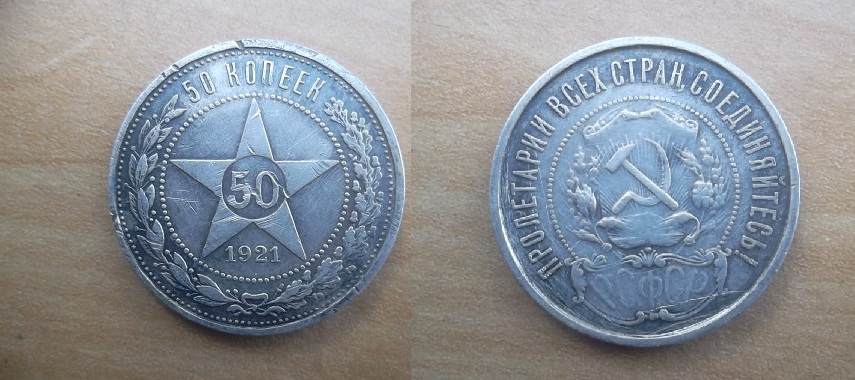 50 КОПЕЕК
50
1921
ПРОЛЕТАРИИ ВСЕХ СТРАН, СОЕДИНЯЙТЕСЬ!
РСФСР